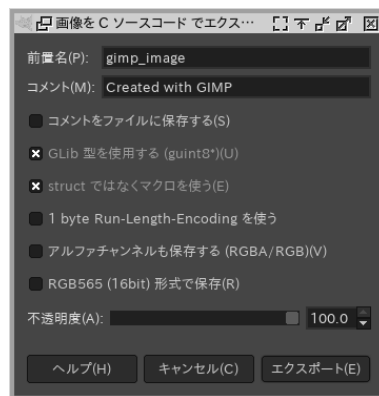 画像を C ソースコード でエクス…
前置名(P): gimp_image
コメント(M): Created with GIMP
コメントをファイルに保存する(S)
GLib 型を使用する (guint8*)(U)
struct ではなくマクロを使う(E)
1 byte Run-Length-Encoding を使う
アルファチャンネルも保存する (RGBA/RGB)(V)
RGB565 (16bit) 形式で保存(R)
不透明度(A): 100.0
ヘルプ(H) キャンセル(C) エクスポート(E)